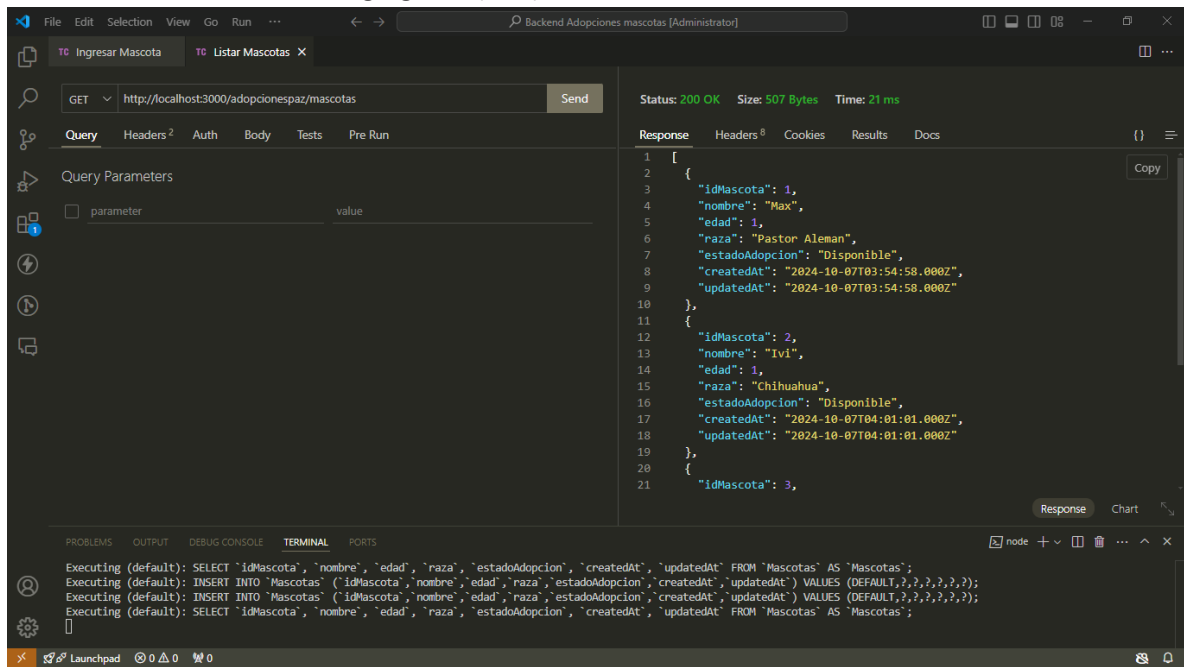 File Edit Selection View Go Run ··· ← → Backend Adopciones mascotas [Administrator]
TC Ingresar Mascota TC Listar Mascotas ×
GET http://localhost:3000/adopcionespaz/mascotas Send
Status: 200 OK Size: 507 Bytes Time: 21 ms
Query Headers 2 Auth Body Tests Pre Run
Response Headers 8 Cookies Results Docs {}
Query Parameters
parameter value
Copy
1 [
2 {
3 "idMascota": 1,
4 "nombre": "Max",
5 "edad": 1,
6 "raza": "Pastor Aleman",
7 "estadoAdopcion": "Disponible",
8 "createdAt": "2024-10-07T03:54:58.000Z",
9 "updatedAt": "2024-10-07T03:54:58.000Z"
10 },
11 {
12 "idMascota": 2,
13 "nombre": "Ivi",
14 "edad": 1,
15 "raza": "Chihuahua",
16 "estadoAdopcion": "Disponible",
17 "createdAt": "2024-10-07T04:01:01.000Z",
18 "updatedAt": "2024-10-07T04:01:01.000Z"
19 },
20 {
21 "idMascota": 3,
Response Chart
1
PROBLEMS OUTPUT DEBUG CONSOLE TERMINAL PORTS node
Executing (default): SELECT `idMascota`, `nombre`, `edad`, `raza`, `estadoAdopcion`, `createdAt`, `updatedAt` FROM `Mascotas` AS `Mascotas`;
Executing (default): INSERT INTO `Mascotas` (`idMascota`,`nombre`,`edad`,`raza`,`estadoAdopcion`,`createdAt`,`updatedAt`) VALUES (DEFAULT,?,?,?,?,?,?);
Executing (default): INSERT INTO `Mascotas` (`idMascota`,`nombre`,`edad`,`raza`,`estadoAdopcion`,`createdAt`,`updatedAt`) VALUES (DEFAULT,?,?,?,?,?,?);
Executing (default): SELECT `idMascota`, `nombre`, `edad`, `raza`, `estadoAdopcion`, `createdAt`, `updatedAt` FROM `Mascotas` AS `Mascotas`;
Launchpad 0 0 0